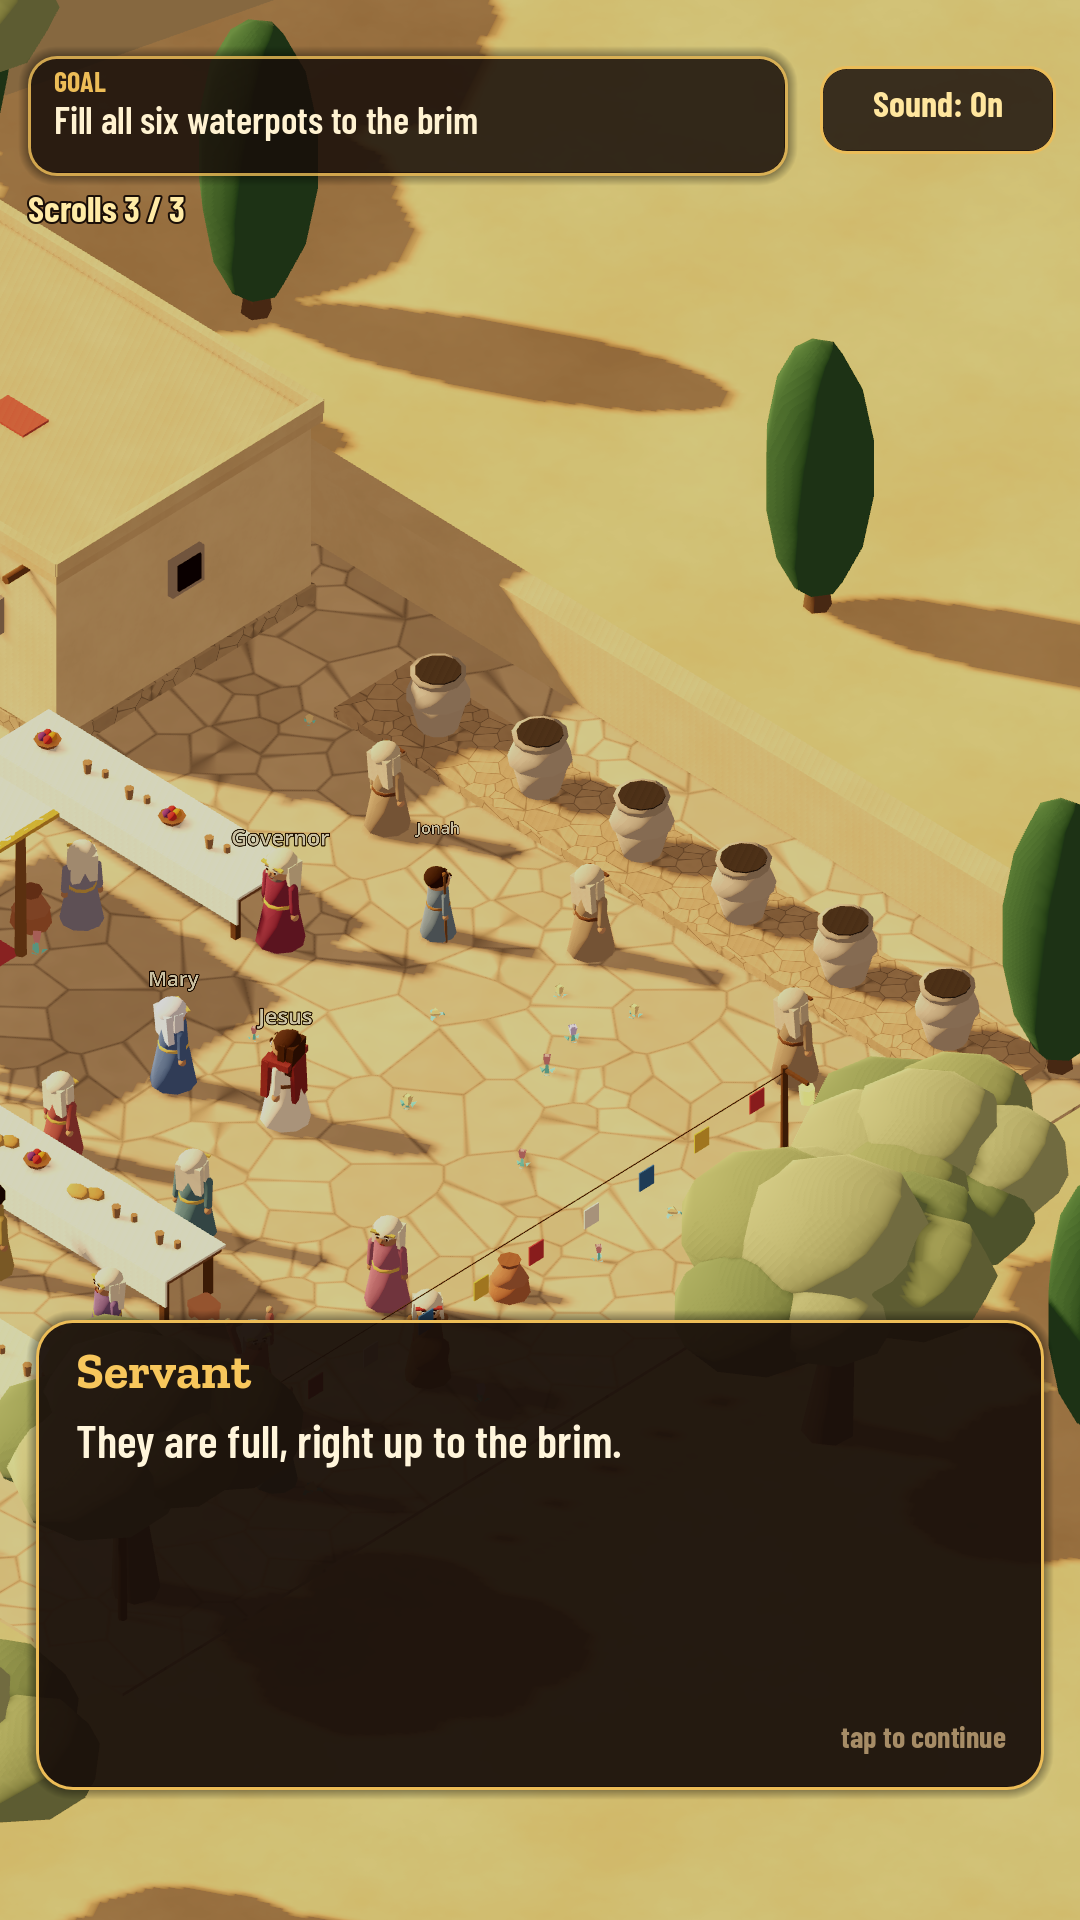 GOAL
Fill all six waterpots to the brim
Sound: On
Scrolls 3 / 3
Governor
Jonah
Mary
Jesus
Servant
They are full, right up to the brim.
tap to continue